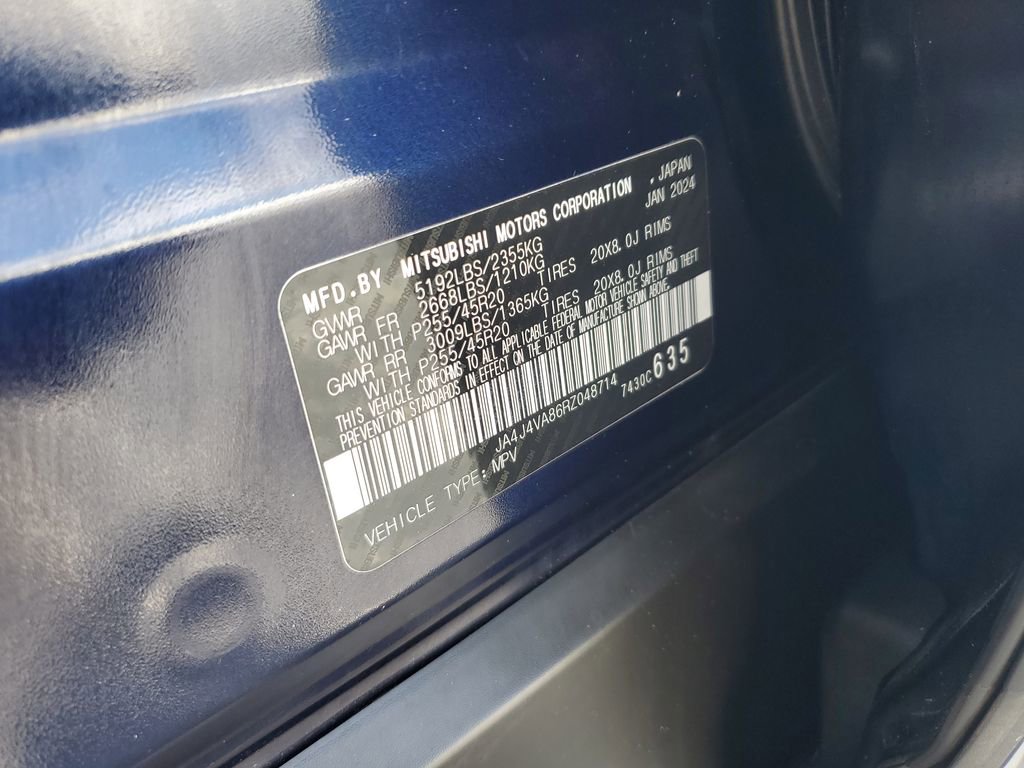 MFD.BY MITSUBISHI MOTORS CORPORATION , JAPAN
JAN 2024
GVWR 5192LBS/2355KG
GAWR FR 2668LBS/1210KG
WITH P255/45R20 TIRES 20X8.0J RIMS
GAWR RR 3009LBS/1365KG
WITH P255/45R20 TIRES 20X8.0J RIMS
THIS VEHICLE CONFORMS TO ALL APPLICABLE FEDERAL MOTOR VEHICLE SAFETY AND THEFT
PREVENTION STANDARDS IN EFFECT ON THE DATE OF MANUFACTURE SHOWN ABOVE.
JA4J4VA86RZ048714
7430C 635
VEHICLE TYPE: MPV